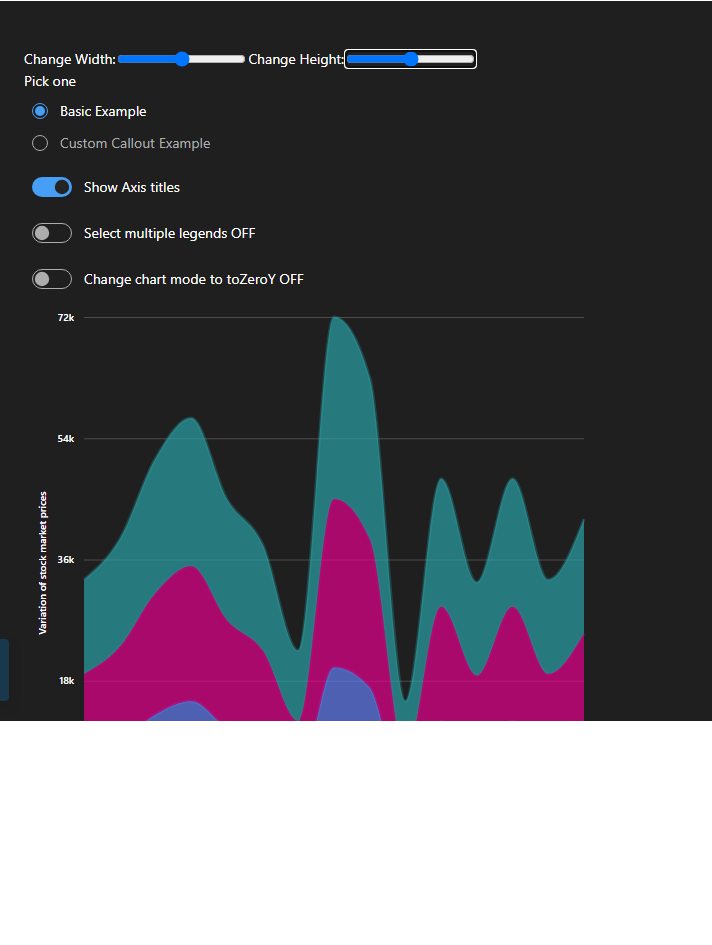 Change Width: Change Height:
Pick one
Basic Example
Custom Callout Example
Show Axis titles
Select multiple legends OFF
Change chart mode to toZeroY OFF
72k
54k
Variation of stock market prices
36k
18k